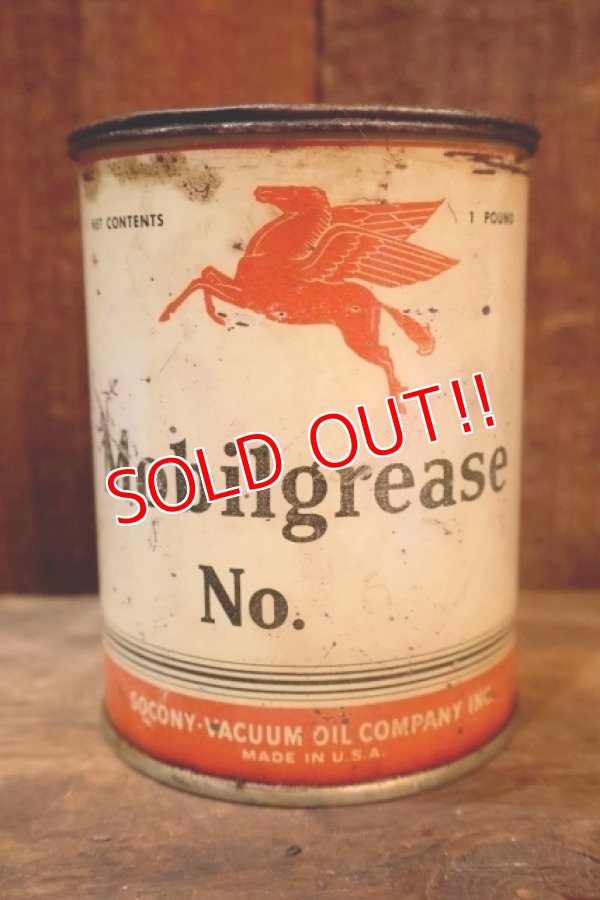 NET CONTENTS
1 POUND
Mobilgrease
SOLD OUT!!
No.
SOCONY-VACUUM OIL COMPANY INC.
MADE IN U.S.A.